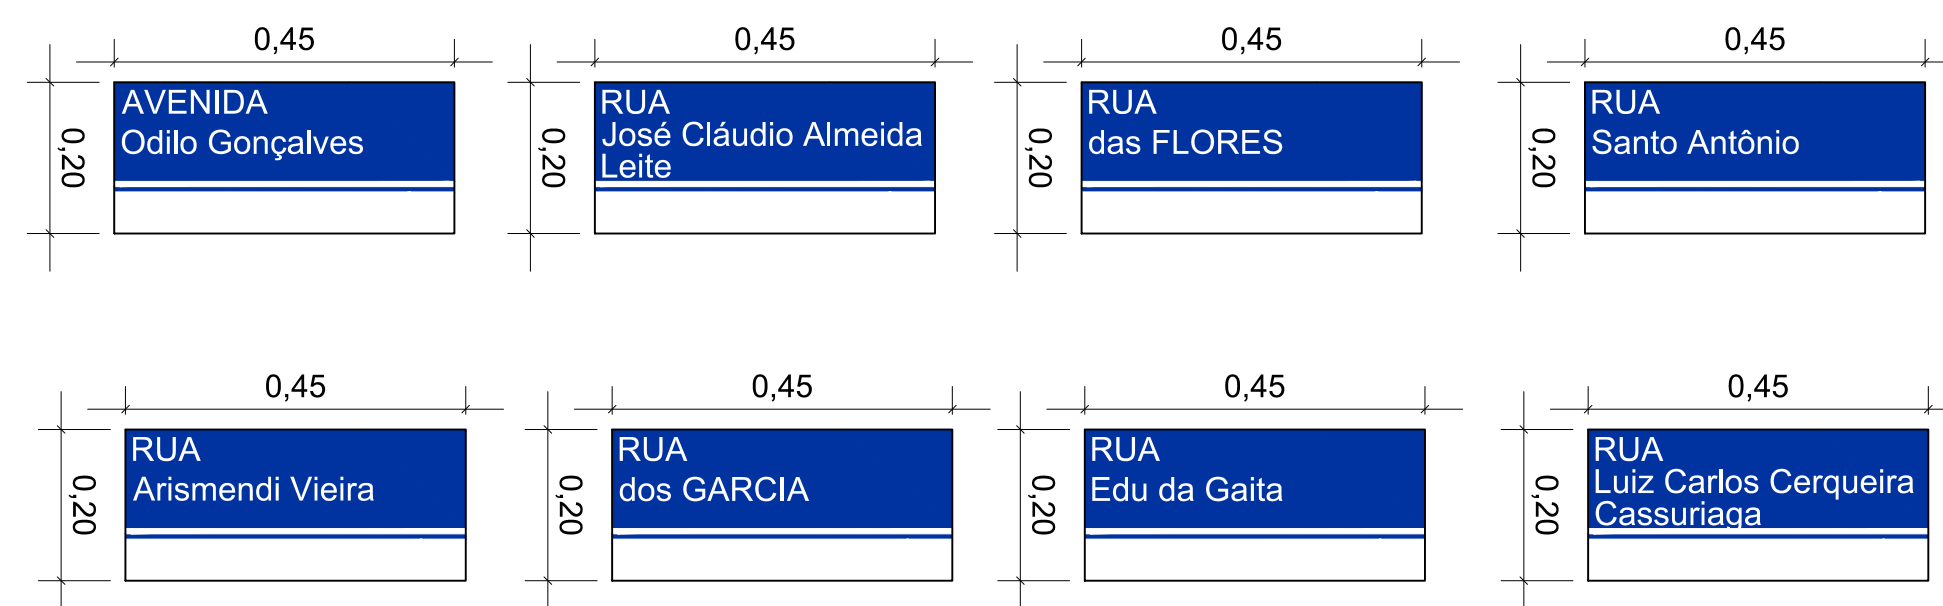 0,45
0,20
AVENIDA
Odilo Gonçalves
0,45
0,20
RUA
José Cláudio Almeida
Leite
0,45
0,20
RUA
das FLORES
0,45
0,20
RUA
Santo Antônio
0,45
0,20
RUA
Arismendi Vieira
0,45
0,20
RUA
dos GARCIA
0,45
0,20
RUA
Edu da Gaita
0,45
0,20
RUA
Luiz Carlos Cerqueira
Cassuriaga